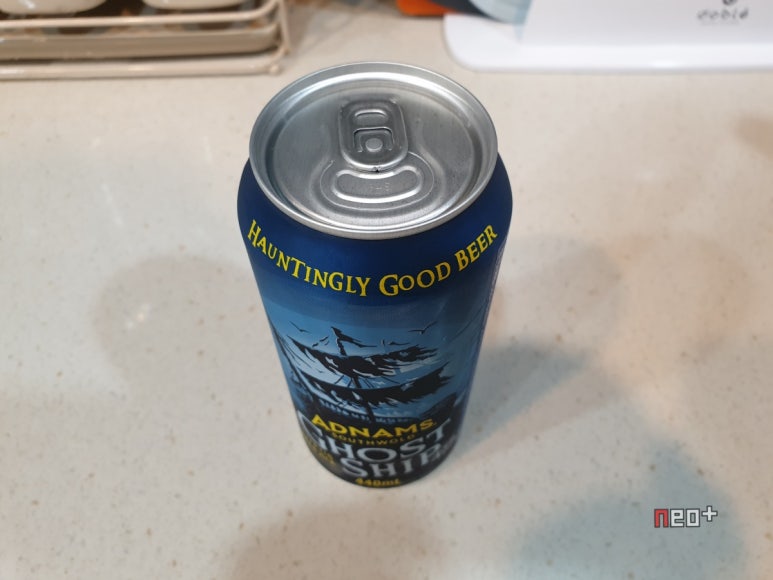 HAUNTINGLY GOOD BEER
ADNAMS
SOUTHWOLD
GHOST
SHIP
440mL
neo+